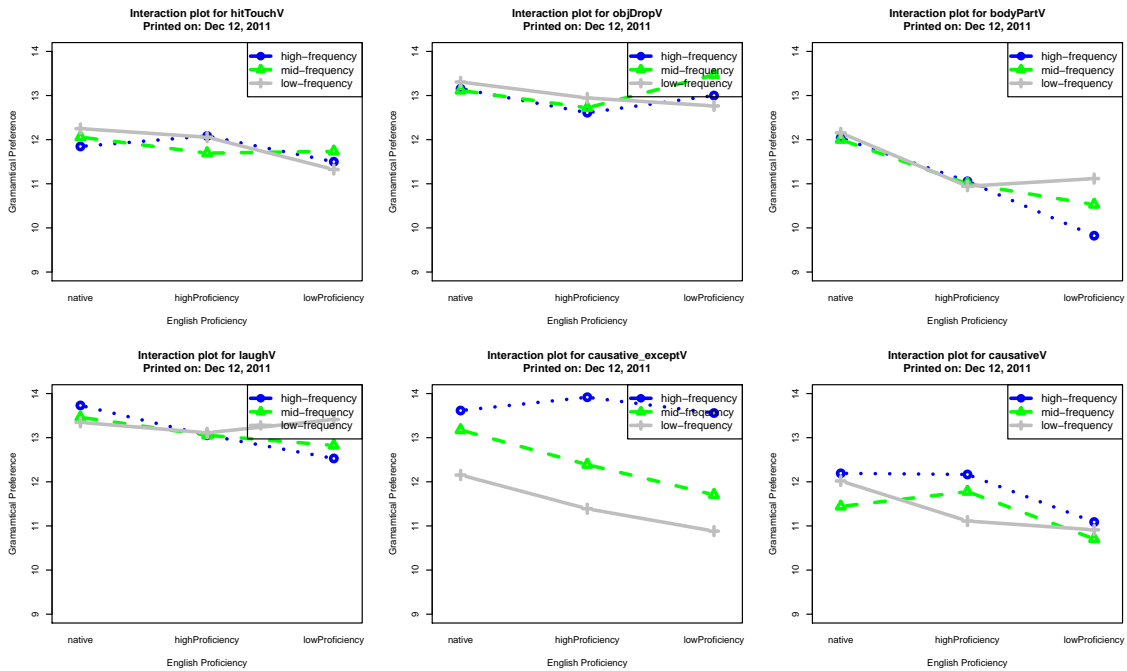 Interaction plot for hitTouchV
Printed on: Dec 12, 2011
Gramamtical Preference
14
13
12
11
10
9
high−frequency
mid−frequency
low−frequency
native
highProficiency
lowProficiency
English Proficiency
Interaction plot for objDropV
Printed on: Dec 12, 2011
Gramamtical Preference
14
13
12
11
10
9
high−frequency
mid−frequency
low−frequency
native
highProficiency
lowProficiency
English Proficiency
Interaction plot for bodyPartV
Printed on: Dec 12, 2011
Gramamtical Preference
14
13
12
11
10
9
high−frequency
mid−frequency
low−frequency
native
highProficiency
lowProficiency
English Proficiency
Interaction plot for laughV
Printed on: Dec 12, 2011
Gramamtical Preference
14
13
12
11
10
9
high−frequency
mid−frequency
low−frequency
native
highProficiency
lowProficiency
English Proficiency
Interaction plot for causative_exceptV
Printed on: Dec 12, 2011
Gramamtical Preference
14
13
12
11
10
9
high−frequency
mid−frequency
low−frequency
native
highProficiency
lowProficiency
English Proficiency
Interaction plot for causativeV
Printed on: Dec 12, 2011
Gramamtical Preference
14
13
12
11
10
9
high−frequency
mid−frequency
low−frequency
native
highProficiency
lowProficiency
English Proficiency